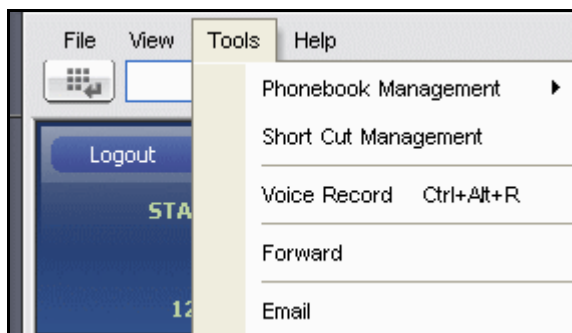 File View Tools Help
Phonebook Management
Short Cut Management
Logout
Voice Record Ctrl+Alt+R
STA
Forward
12
Email